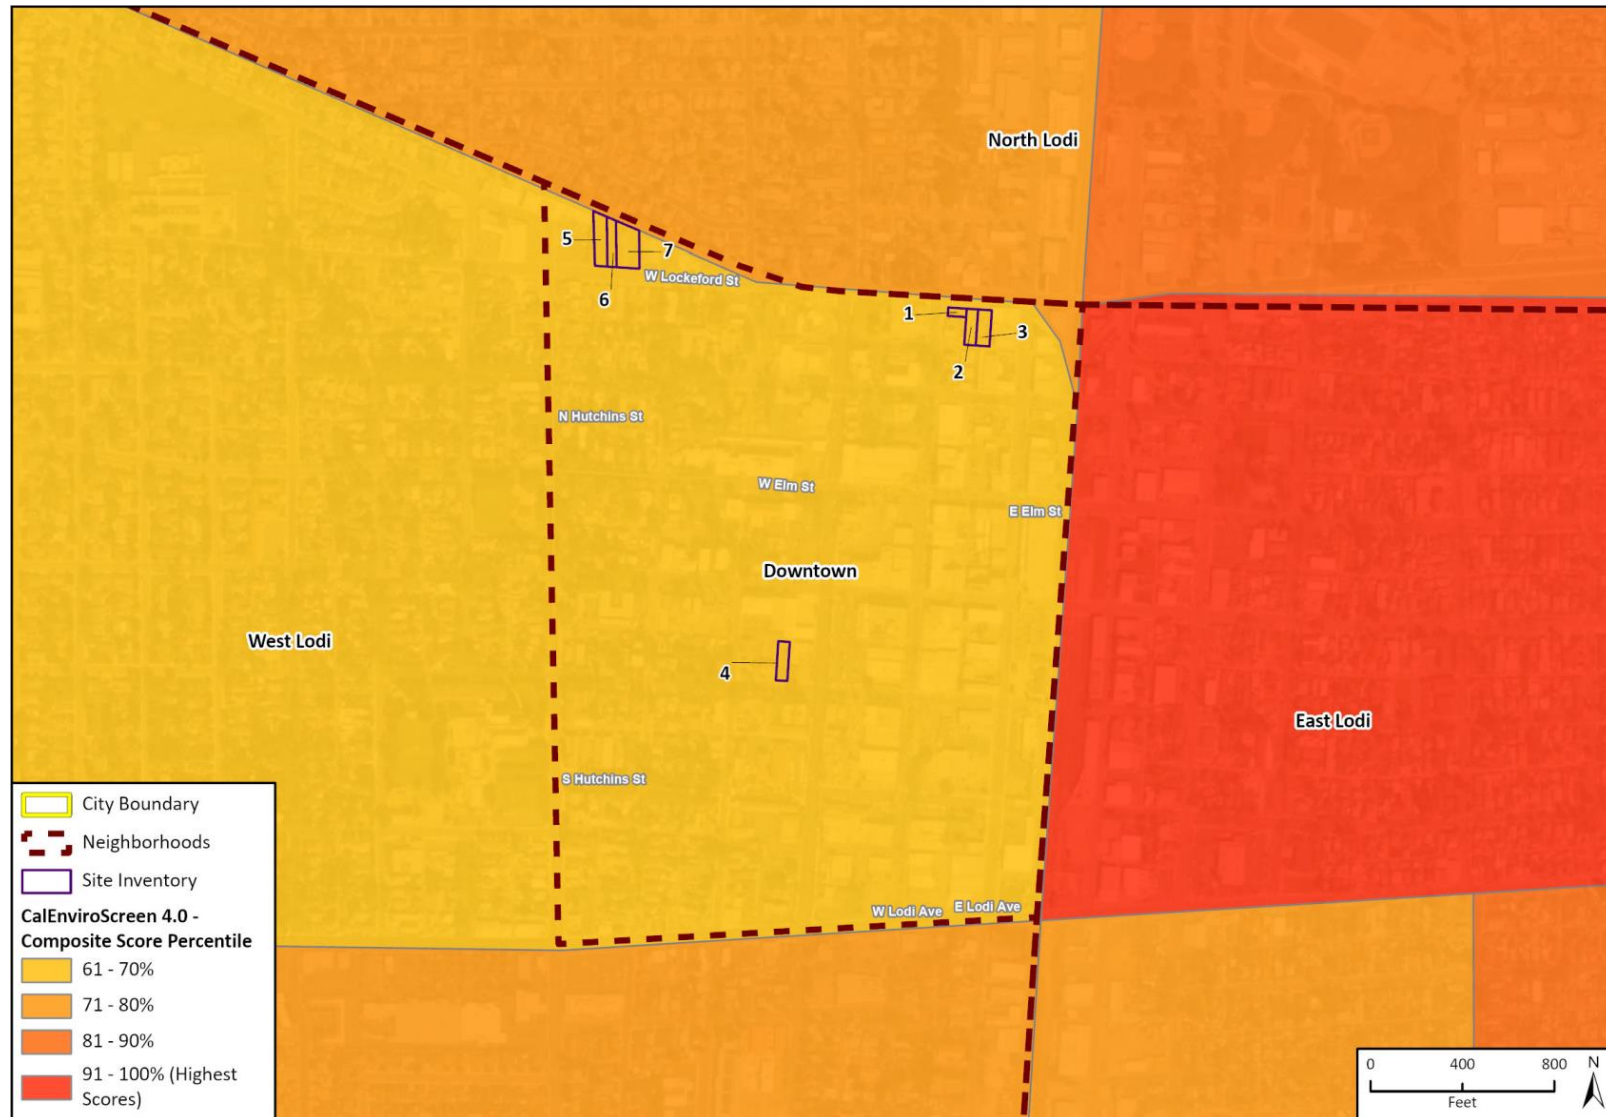 North Lodi
5
7
W Lockeford St
6
1
3
2
N Hutchins St
W Elm St
E Elm St
Downtown
West Lodi
4
East Lodi
S Hutchins St
W Lodi Ave
E Lodi Ave
City Boundary
Neighborhoods
Site Inventory
CalEnviroScreen 4.0 -
Composite Score Percentile
61 - 70%
71 - 80%
81 - 90%
91 - 100% (Highest
Scores)
0 400 800
Feet
N